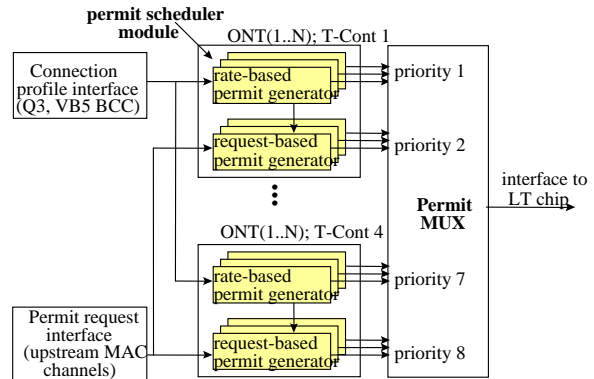 permit scheduler
module
ONT(1..N); T-Cont 1
Connection
profile interface
(Q3, VB5 BCC)
rate-based
permit generator
priority 1
request-based
permit generator
priority 2
interface to
LT chip
Permit
MUX
ONT(1..N); T-Cont 4
rate-based
permit generator
priority 7
Permit request
interface
(upstream MAC
channels)
request-based
permit generator
priority 8